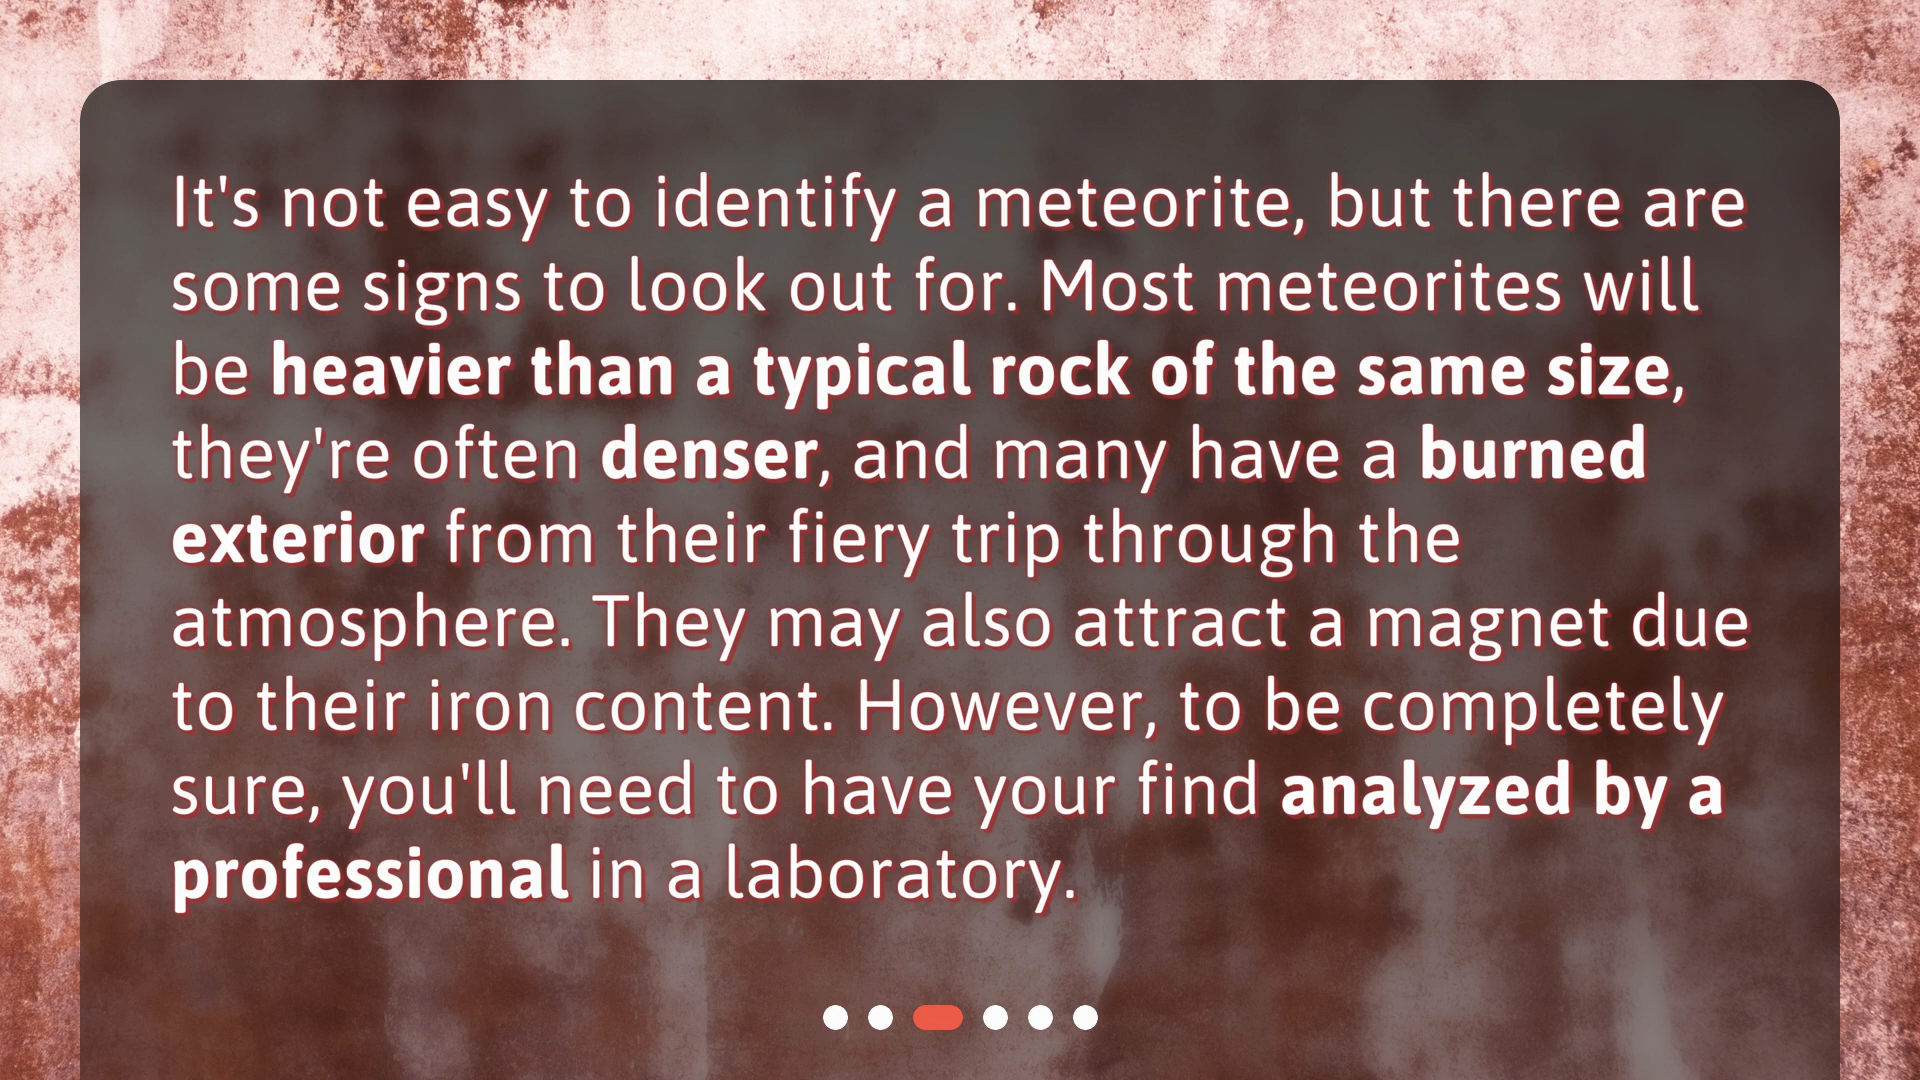 It's not easy to identify a meteorite, but there are
some signs to look out for. Most meteorites will
be heavier than a typical rock of the same size,
they're often denser, and many have a burned
exterior from their fiery trip through the
atmosphere. They may also attract a magnet due
to their iron content. However, to be completely
sure, you'll need to have your find analyzed by a
professional in a laboratory.